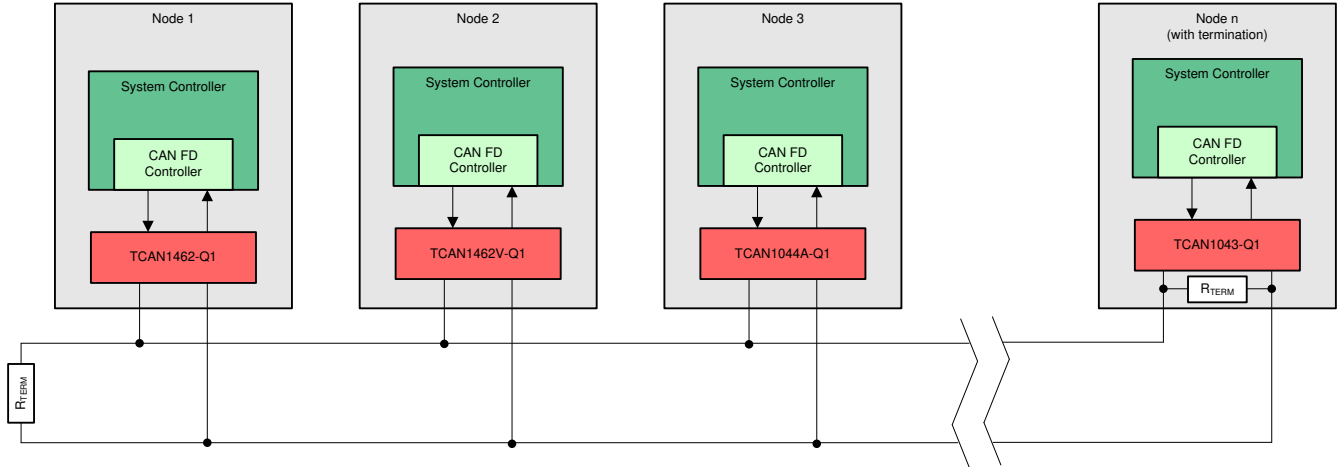 Node 1
System Controller
CAN FD
Controller
TCAN1462-Q1
Node 2
System Controller
CAN FD
Controller
TCAN1462V-Q1
Node 3
System Controller
CAN FD
Controller
TCAN1044A-Q1
Node n
(with termination)
System Controller
CAN FD
Controller
TCAN1043-Q1
RTERM
RTERM